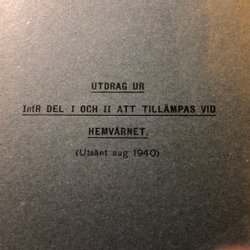 UTDRAG UR
InfR DEL I OCH II ATT TILLÄMPAS VID
HEMVÄRNET.
(Utsänt aug 1940)